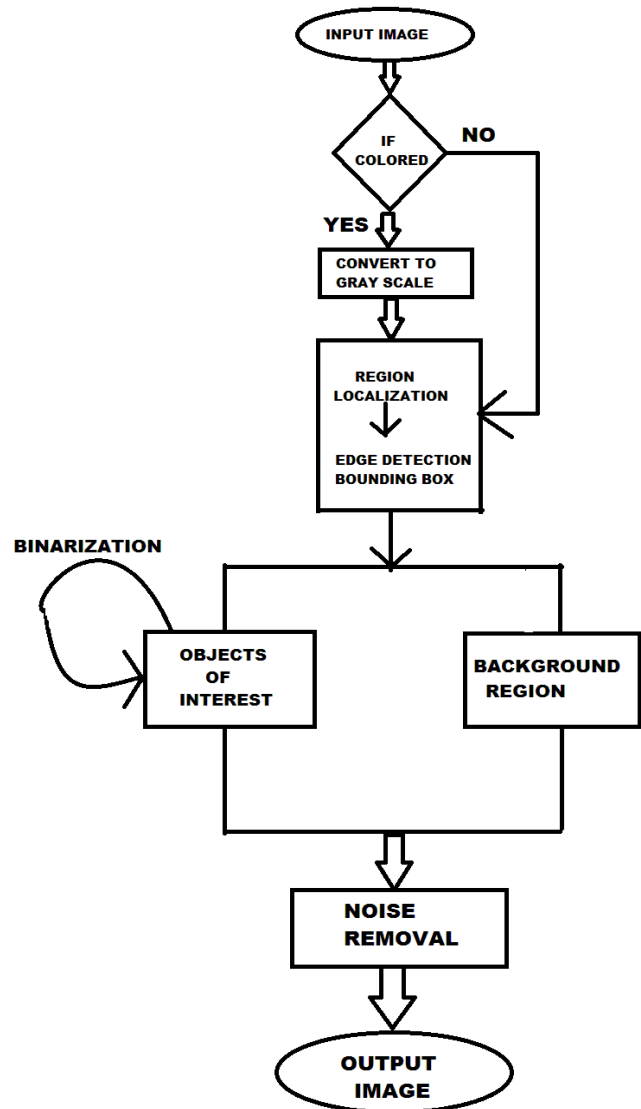 INPUT IMAGE
IF
COLORED
NO
YES
CONVERT TO
GRAY SCALE
REGION
LOCALIZATION
EDGE DETECTION
BOUNDING BOX
BINARIZATION
OBJECTS
OF
INTEREST
BACKGROUND
REGION
NOISE
REMOVAL
OUTPUT
IMAGE